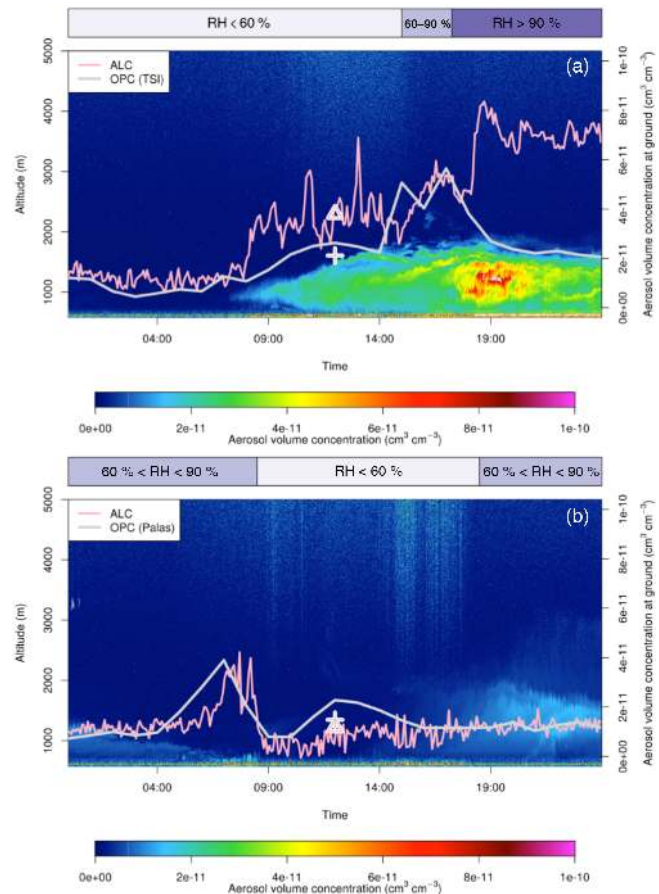 RH < 60 %
60–90 %
RH > 90 %
(a)
ALC
OPC (TSI)
5000
4000
3000
2000
1000
Altitude (m)
1e-10
8e-11
6e-11
4e-11
2e-11
0e+00
Aerosol volume concentration at ground (cm³ cm⁻³)
04:00
09:00
14:00
19:00
Time
0e+00
2e-11
4e-11
6e-11
8e-11
1e-10
Aerosol volume concentration (cm³ cm⁻³)
60 % < RH < 90 %
RH < 60 %
60 % < RH < 90 %
(b)
ALC
OPC (Palas)
5000
4000
3000
2000
1000
Altitude (m)
1e-10
8e-11
6e-11
4e-11
2e-11
0e+00
Aerosol volume concentration at ground (cm³ cm⁻³)
04:00
09:00
14:00
19:00
Time
0e+00
2e-11
4e-11
6e-11
8e-11
1e-10
Aerosol volume concentration (cm³ cm⁻³)